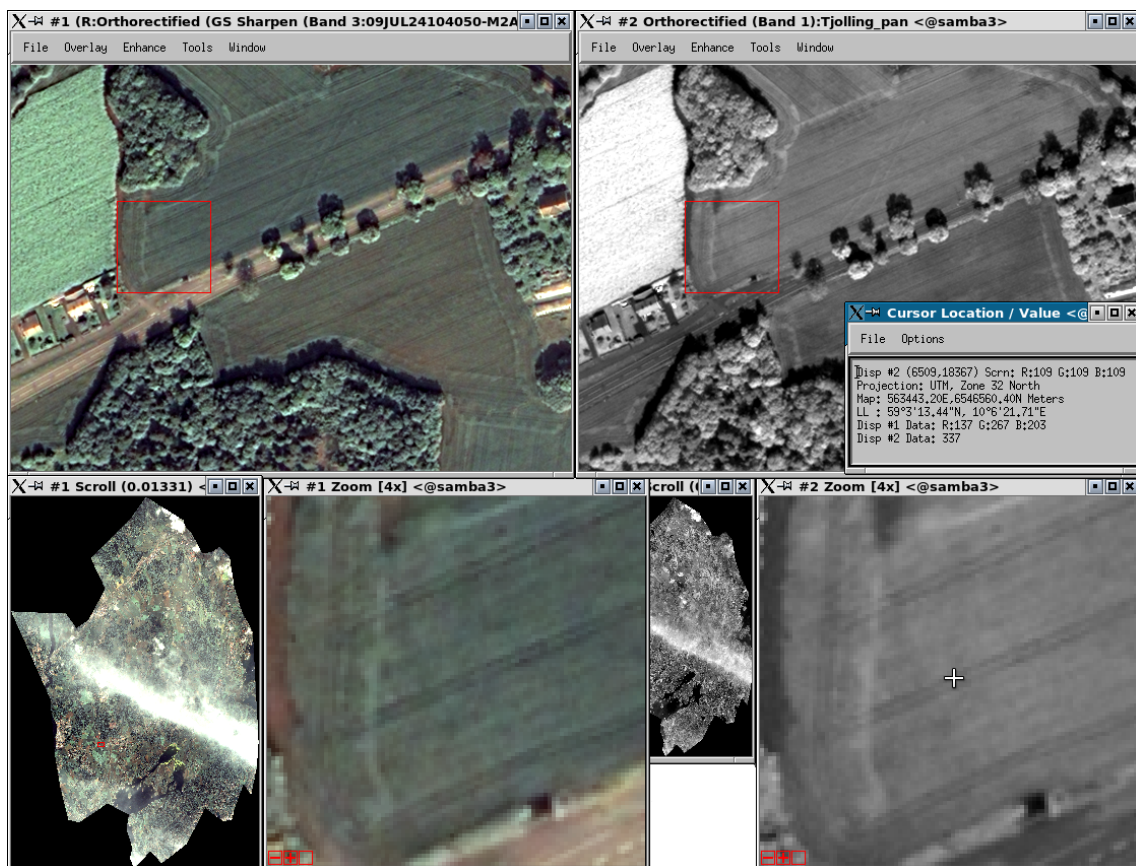 #1 (R:Orthorectified (GS Sharpen (Band 3:09JUL24104050-M2A
File Overlay Enhance Tools Window
#2 Orthorectified (Band 1):Tjolling_pan <@samba3>
File Overlay Enhance Tools Window
Cursor Location / Value <@
File Options
Disp #2 (6509,18367) Scrn: R:109 G:109 B:109
Projection: UTM, Zone 32 North
Map: 563443.20E,6546560.40N Meters
LL : 59°3'13.44"N, 10°6'21.71"E
Disp #1 Data: R:137 G:267 B:203
Disp #2 Data: 337
#1 Scroll (0.01331) <
#1 Zoom [4x] <@samba3>
Scroll (
#2 Zoom [4x] <@samba3>